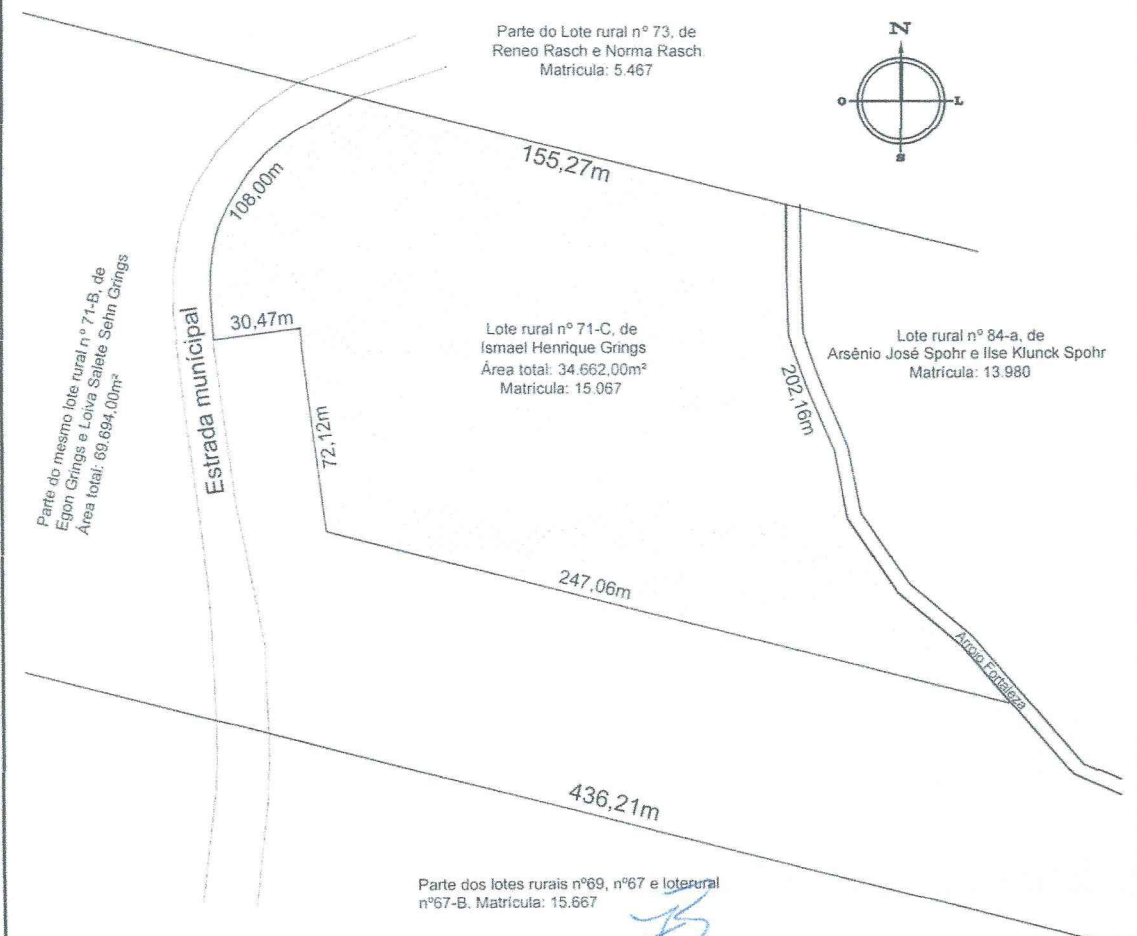 Parte do Lote rural nº 73, de
Reneo Rasch e Norma Rasch
Matrícula: 5.467
N
O
L
S
155,27m
108,00m
Parte do mesmo lote rural nº 71-B, de
Egon Grings e Loiva Salete Sehn Grings
Área total: 69.694,00m²
30,47m
Estrada municipal
72,12m
Lote rural nº 71-C, de
Ismael Henrique Grings
Área total: 34.662,00m²
Matrícula: 15.067
202,16m
Lote rural nº 84-a, de
Arsênio José Spohr e Ilse Klunck Spohr
Matrícula: 13.980
247,06m
Arroio Fortaleza
436,21m
Parte dos lotes rurais nº69, nº67 e loterural
nº67-B. Matrícula: 15.667